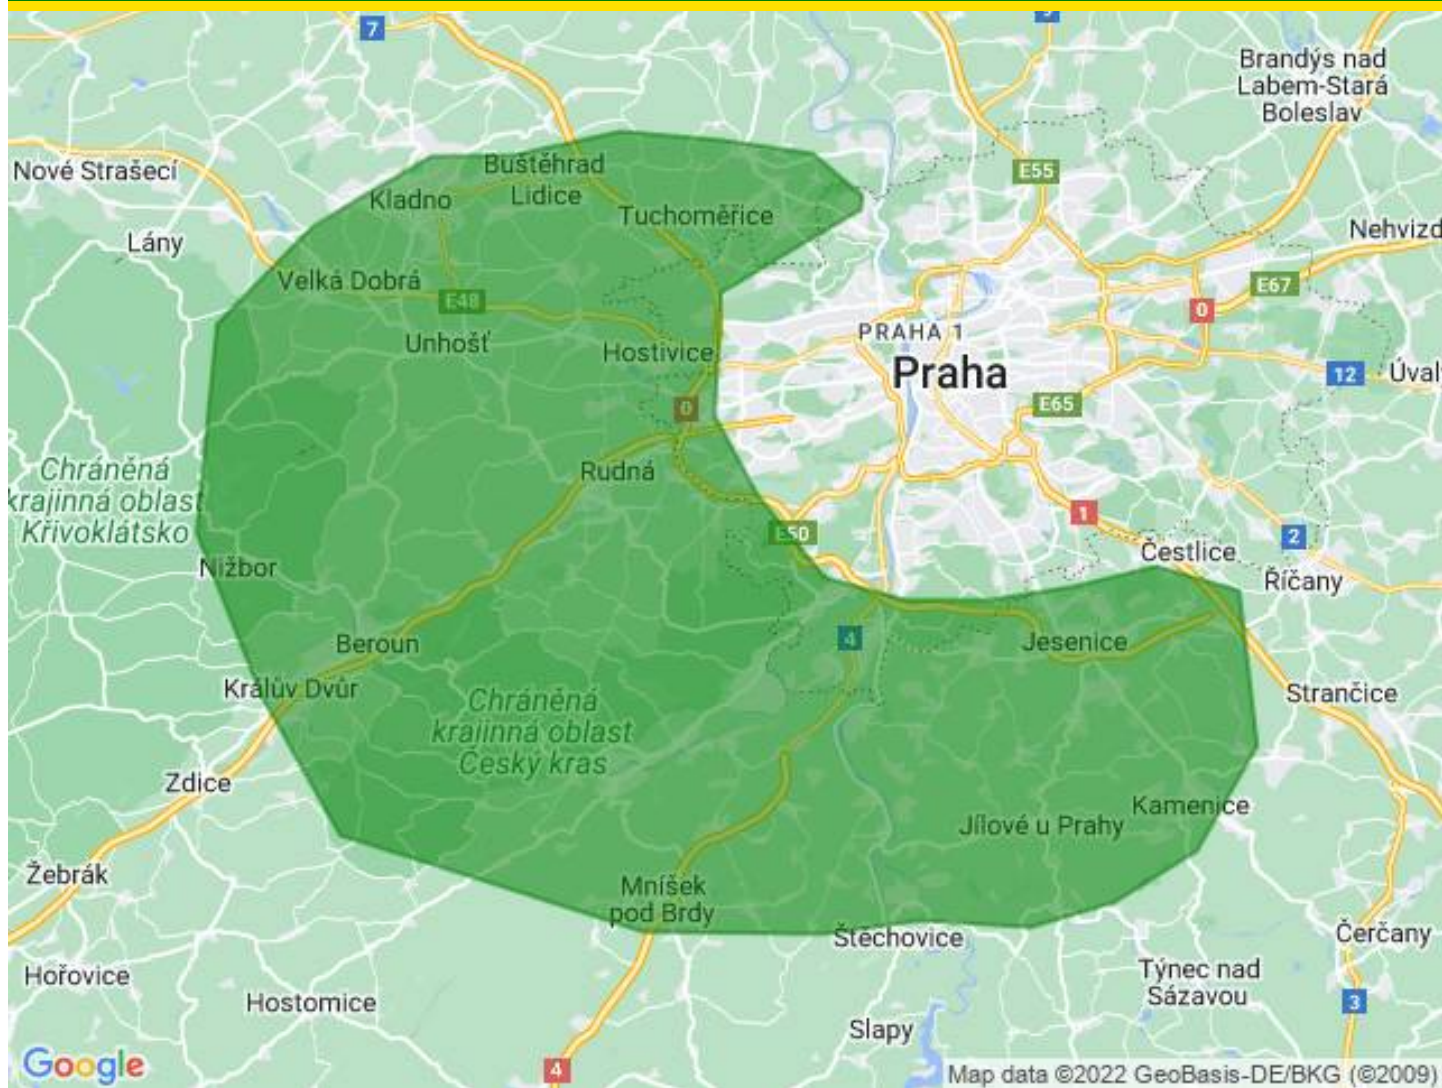 7
Brandýs nad
Labem-Stará
Boleslav
Nové Strašecí
Buštěhrad
Lidice
E55
Kladno
Tuchoměřice
Lány
Nehvizd
Velká Dobrá
E48
E67
0
Unhošť
Hostivice
PRAHA 1
Praha
12
Úval
0
E65
Chráněná
krajinná oblast
Křivoklátsko
Rudná
1
E50
2
Čestlice
Nižbor
Říčany
Beroun
4
Jesenice
Králův Dvůr
Strančice
Chráněná
krajinná oblast
Český kras
Zdice
Kamenice
Jílové u Prahy
Žebrák
Mníšek
pod Brdy
Štěchovice
Čerčany
Hořovice
Týnec nad
Sázavou
Hostomice
3
Slapy
Google
4
Map data ©2022 GeoBasis-DE/BKG (©2009)